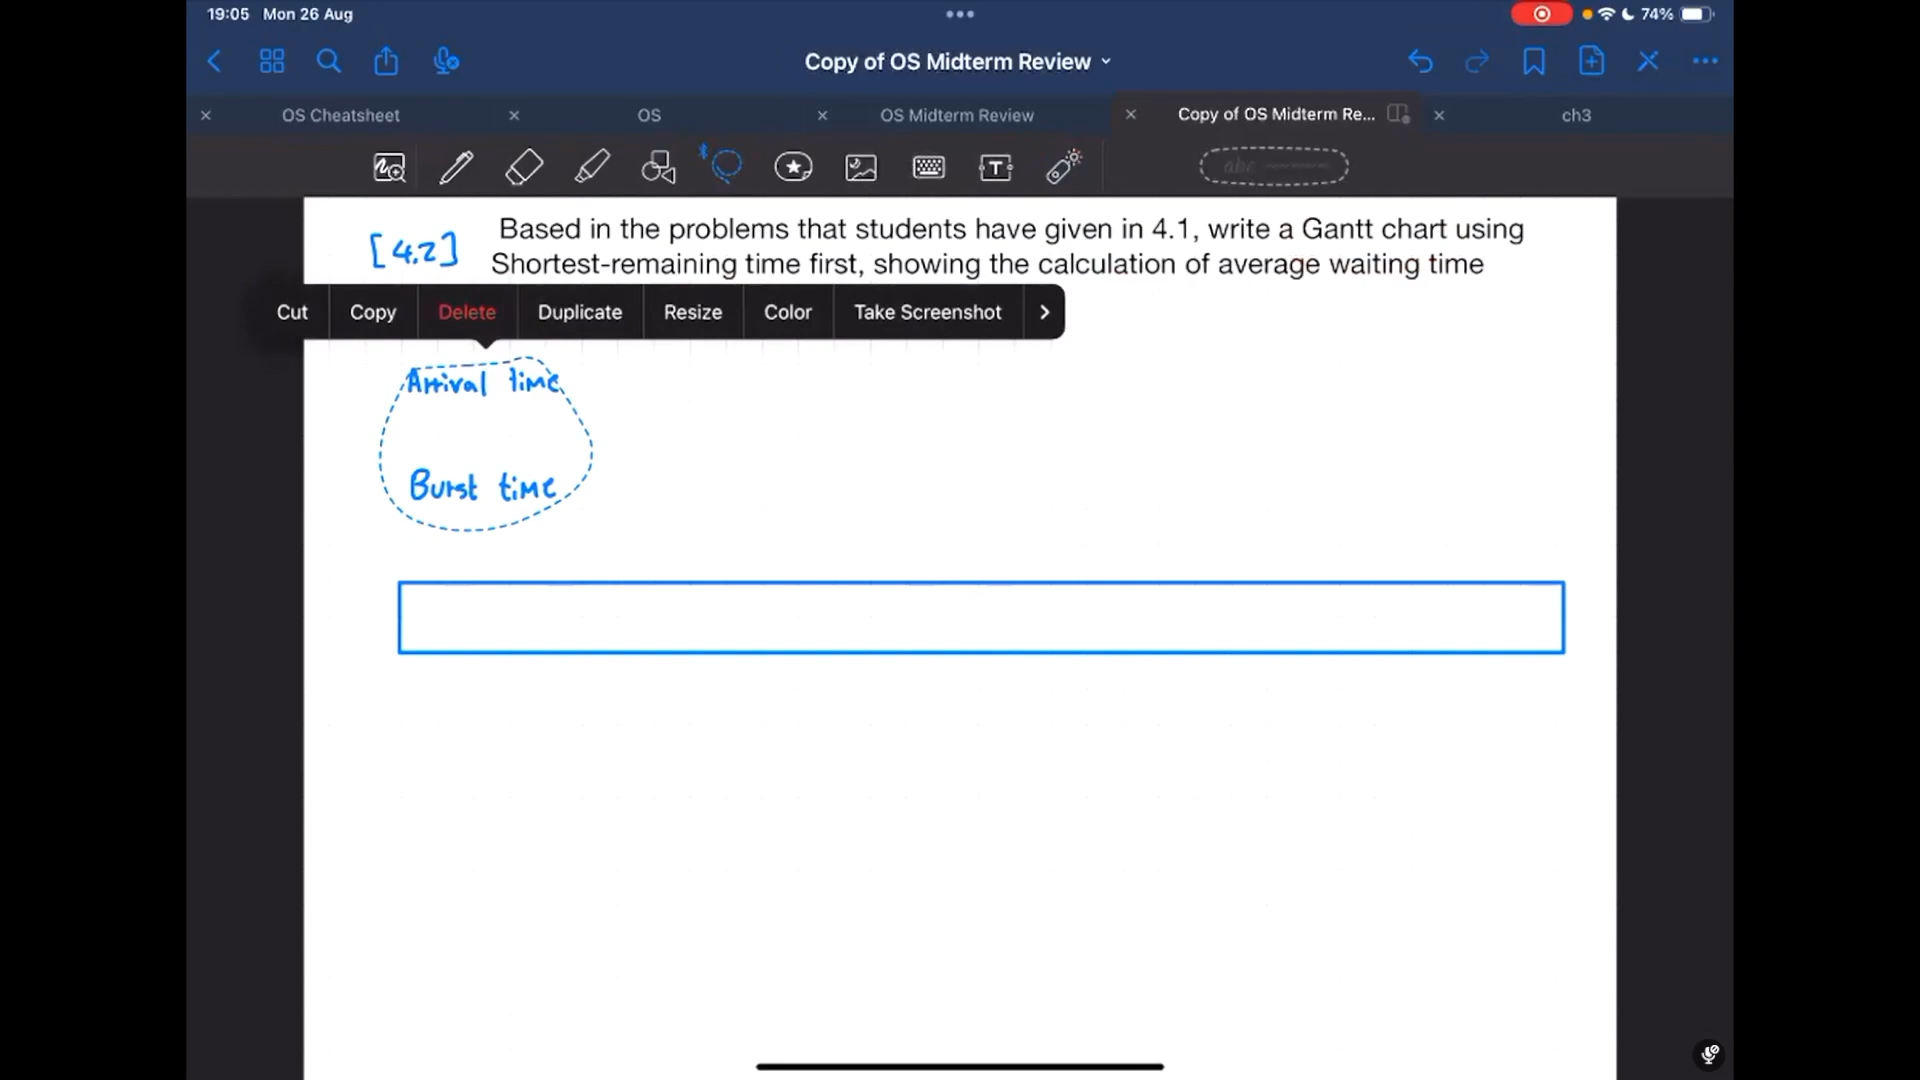 19:05 Mon 26 Aug
74%
Copy of OS Midterm Review
OS Cheatsheet
OS
OS Midterm Review
Copy of OS Midterm Re...
ch3
abc
[4.2] Based in the problems that students have given in 4.1, write a Gantt chart using
Shortest-remaining time first, showing the calculation of average waiting time
Cut Copy Delete Duplicate Resize Color Take Screenshot
Arrival time
Burst time